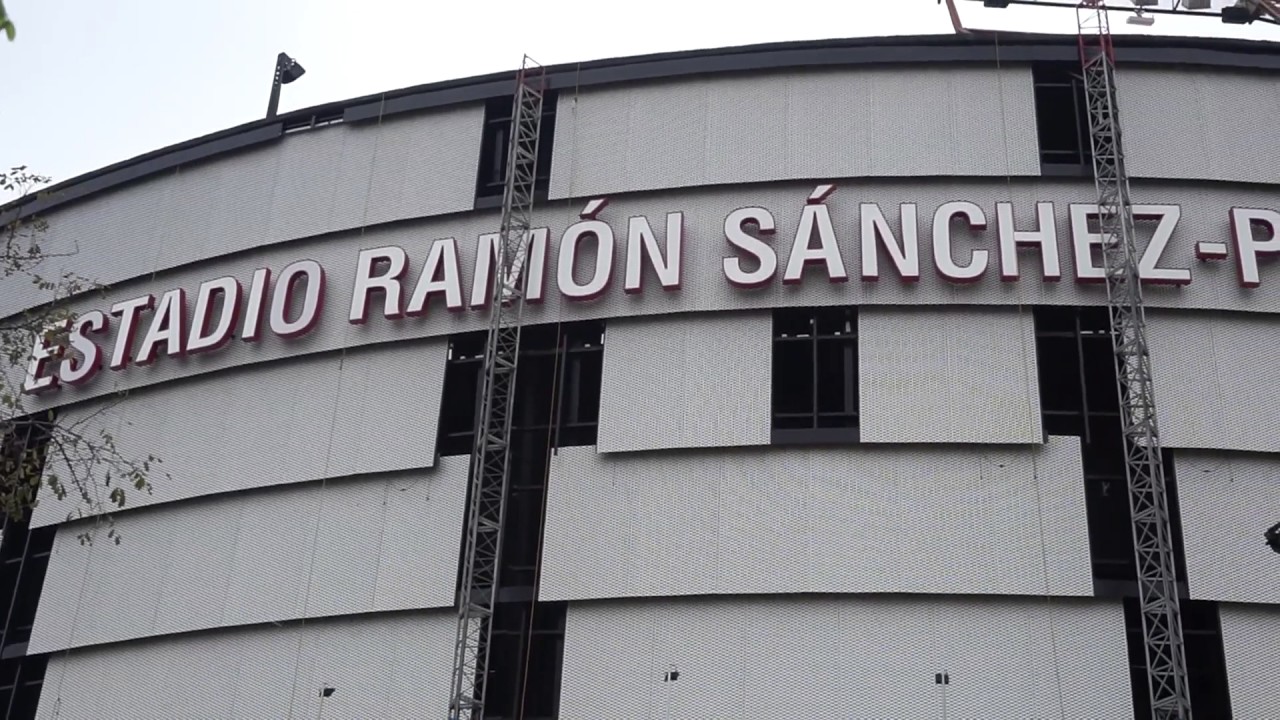 ESTADIO RAMÓN SÁNCHEZ-P